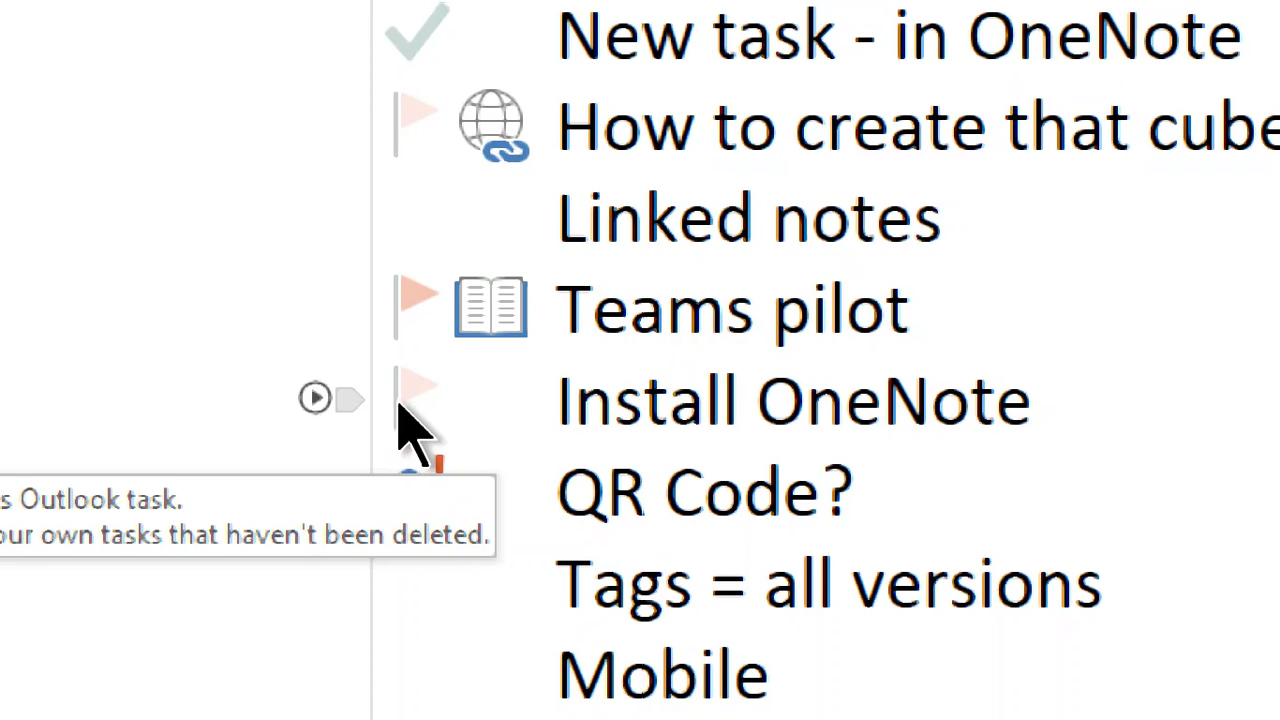 New task - in OneNote
How to create that cube
Linked notes
Teams pilot
Install OneNote
s Outlook task.
our own tasks that haven't been deleted.
QR Code?
Tags = all versions
Mobile